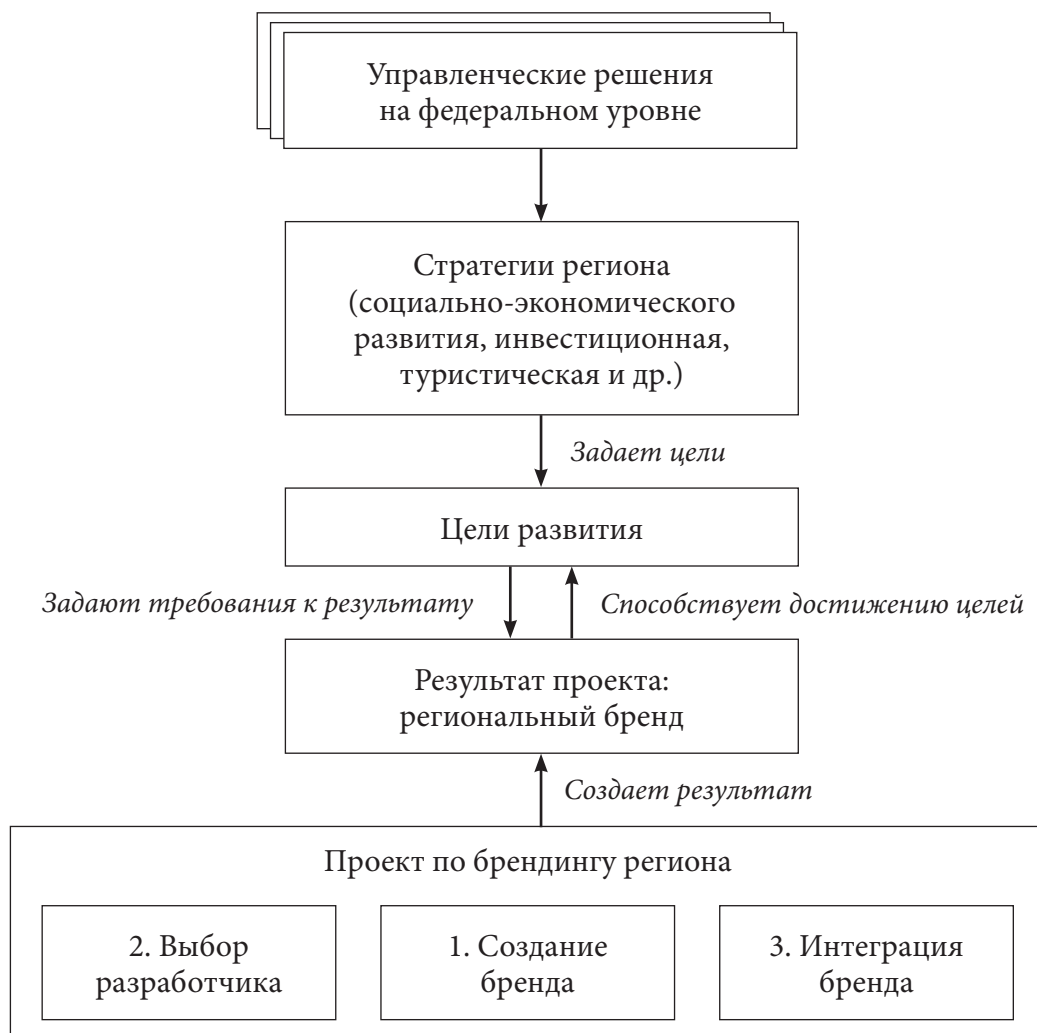 Управленческие решения
на федеральном уровне
Стратегии региона
(социально-экономического
развития, инвестиционная,
туристическая и др.)
Задает цели
Цели развития
Задают требования к результату
Способствует достижению целей
Результат проекта:
региональный бренд
Создает результат
Проект по брендингу региона
2. Выбор
разработчика
1. Создание
бренда
3. Интеграция
бренда